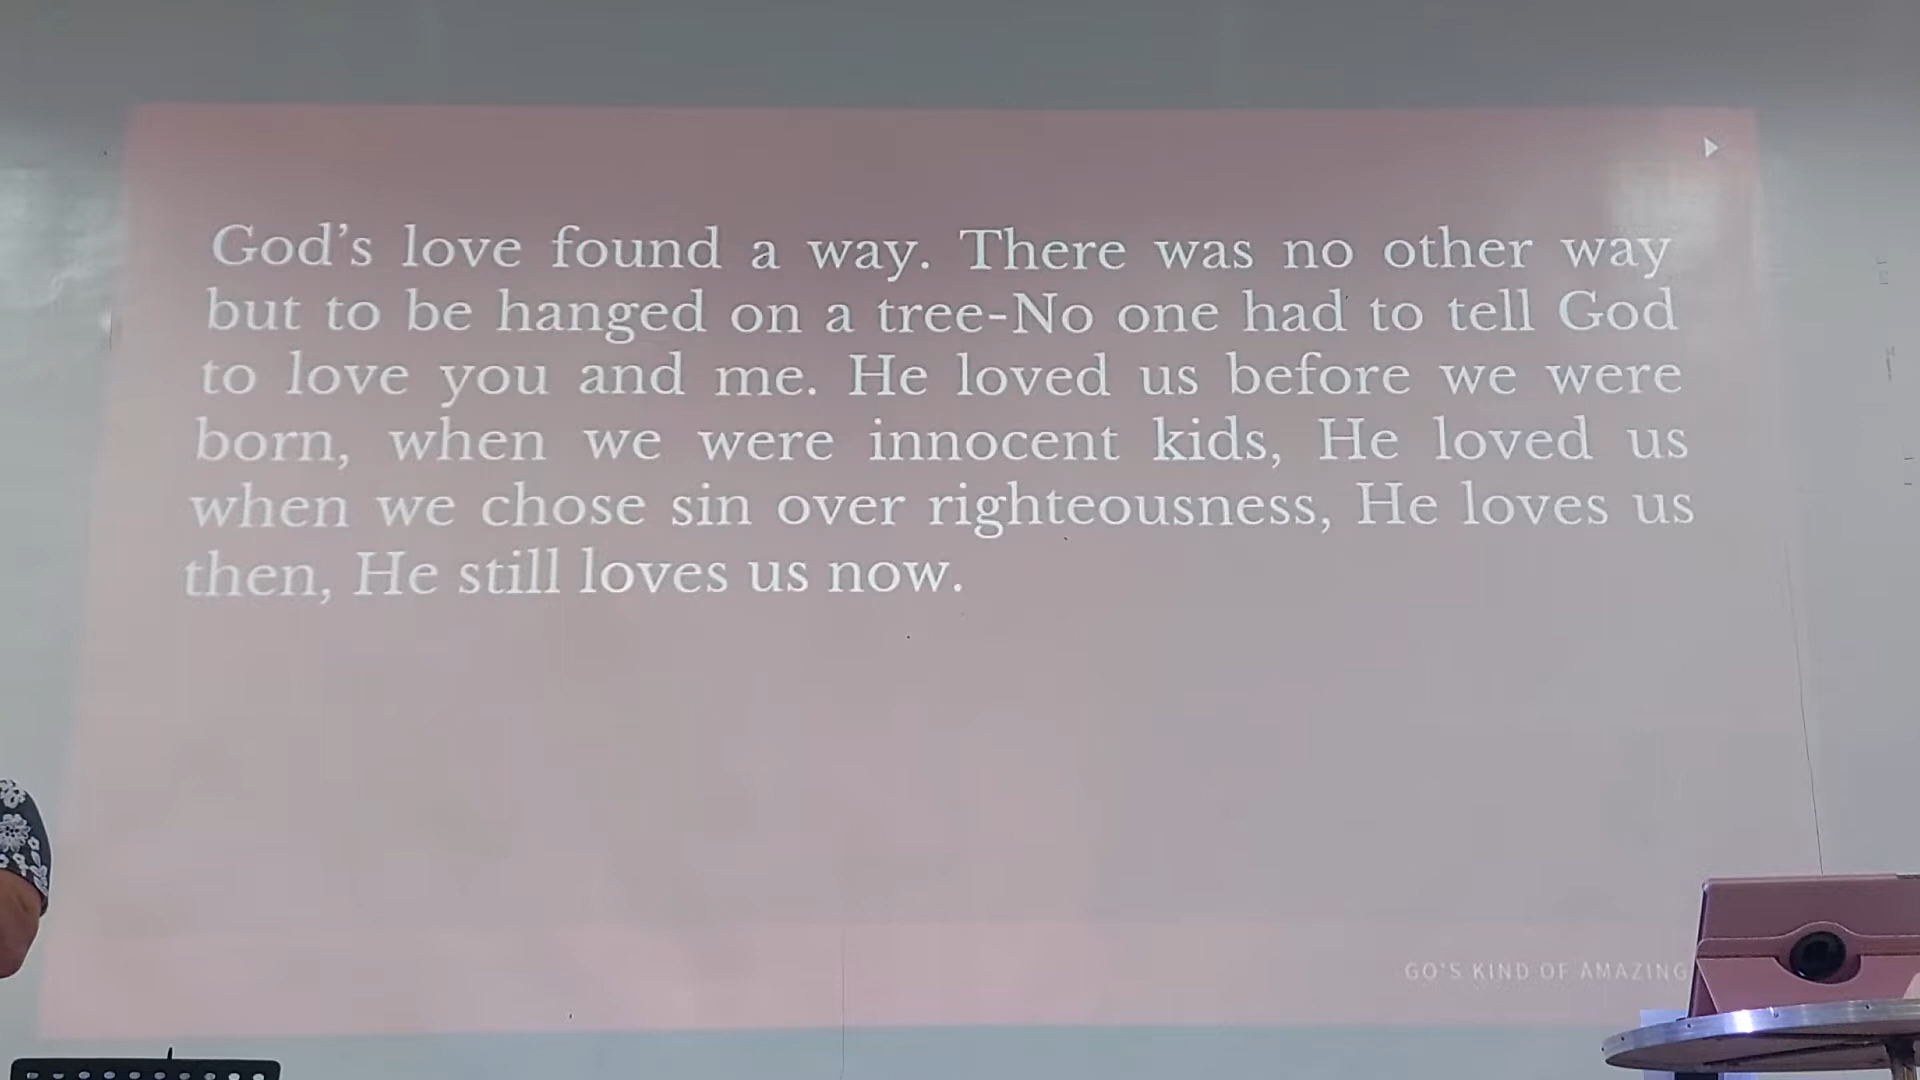 God’s love found a way. There was no other way
but to be hanged on a tree-No one had to tell God
to love you and me. He loved us before we were
born, when we were innocent kids, He loved us
when we chose sin over righteousness, He loves us
then, He still loves us now.
GO'S KIND OF AMAZING